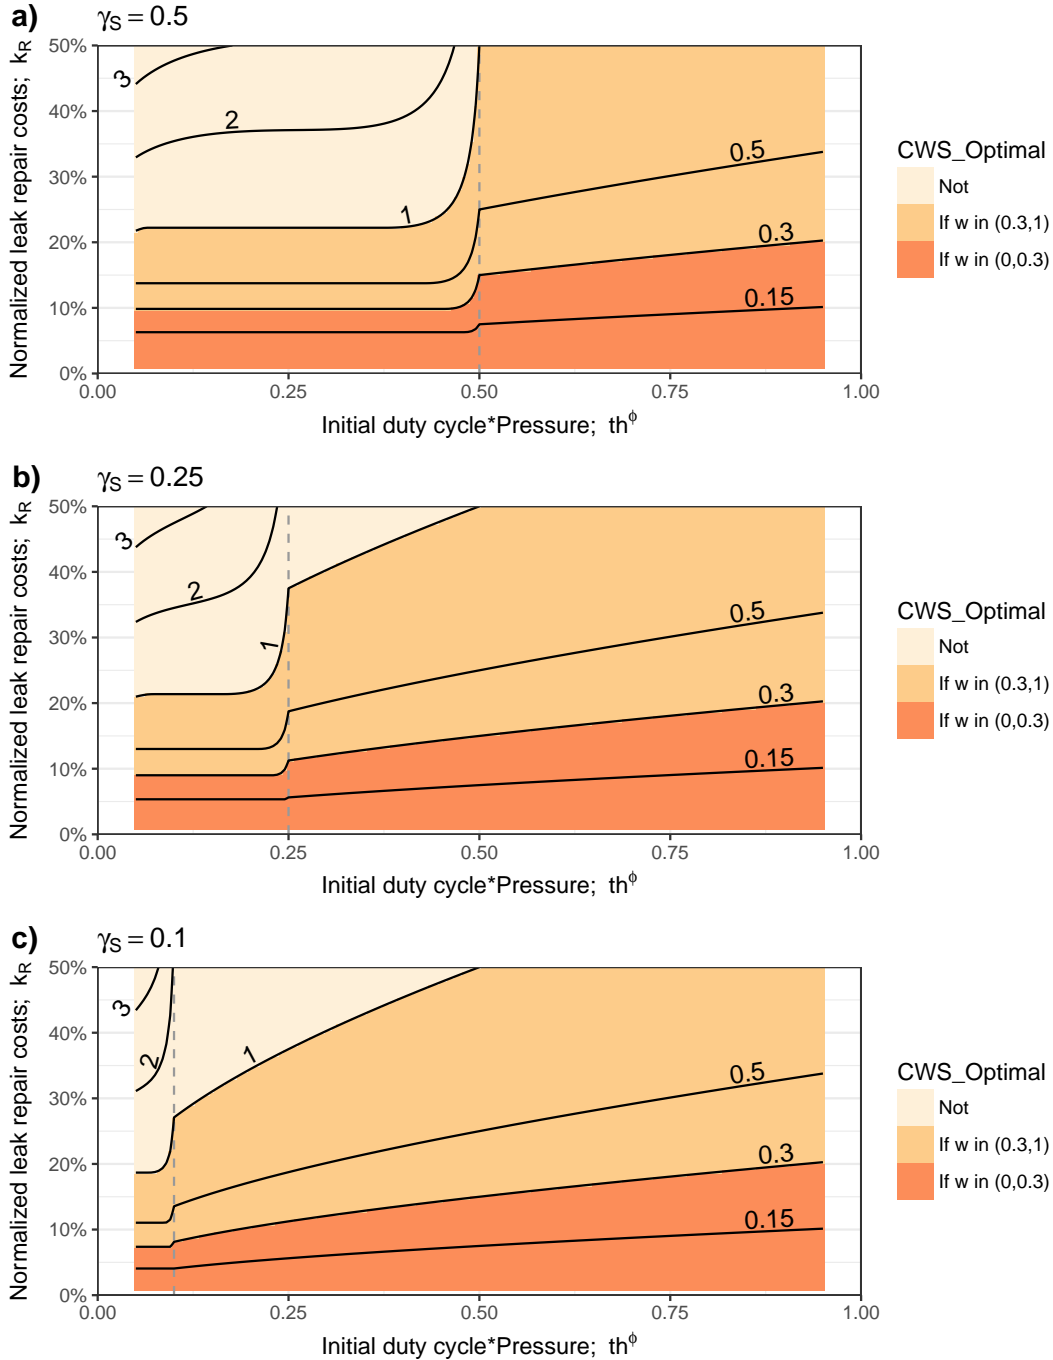 a)
γS = 0.5
Normalized leak repair costs; kR
50%
40%
30%
20%
10%
0%
3
2
1
0.5
0.3
0.15
0.00
0.25
0.50
0.75
1.00
Initial duty cycle*Pressure; th^ϕ
CWS_Optimal
Not
If w in (0.3,1)
If w in (0,0.3)
b)
γS = 0.25
Normalized leak repair costs; kR
50%
40%
30%
20%
10%
0%
3
2
1
0.5
0.3
0.15
0.00
0.25
0.50
0.75
1.00
Initial duty cycle*Pressure; th^ϕ
CWS_Optimal
Not
If w in (0.3,1)
If w in (0,0.3)
c)
γS = 0.1
Normalized leak repair costs; kR
50%
40%
30%
20%
10%
0%
3
2
1
0.5
0.3
0.15
0.00
0.25
0.50
0.75
1.00
Initial duty cycle*Pressure; th^ϕ
CWS_Optimal
Not
If w in (0.3,1)
If w in (0,0.3)